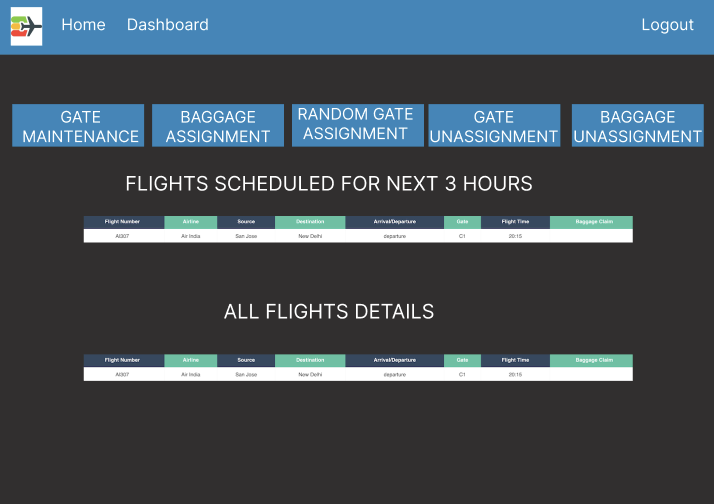 Home Dashboard Logout
GATE MAINTENANCE
BAGGAGE ASSIGNMENT
RANDOM GATE ASSIGNMENT
GATE UNASSIGNMENT
BAGGAGE UNASSIGNMENT
FLIGHTS SCHEDULED FOR NEXT 3 HOURS
Flight Number Airline Source Destination Arrival/Departure Gate Flight Time Baggage Claim
AI307 Air India San Jose New Delhi departure C1 20:15
ALL FLIGHTS DETAILS
Flight Number Airline Source Destination Arrival/Departure Gate Flight Time Baggage Claim
AI307 Air India San Jose New Delhi departure C1 20:15